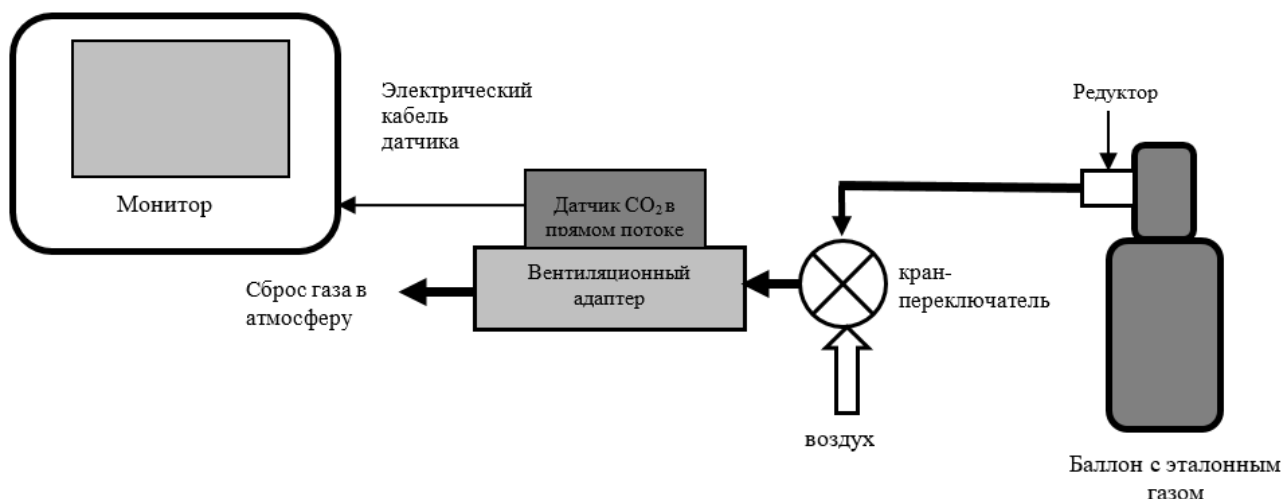 Монитор
Электрический
кабель
датчика
Датчик CO₂ в
прямом потоке
Вентиляционный
адаптер
Сброс газа в
атмосферу
кран-
переключатель
воздух
Редуктор
Баллон с эталонным
газом